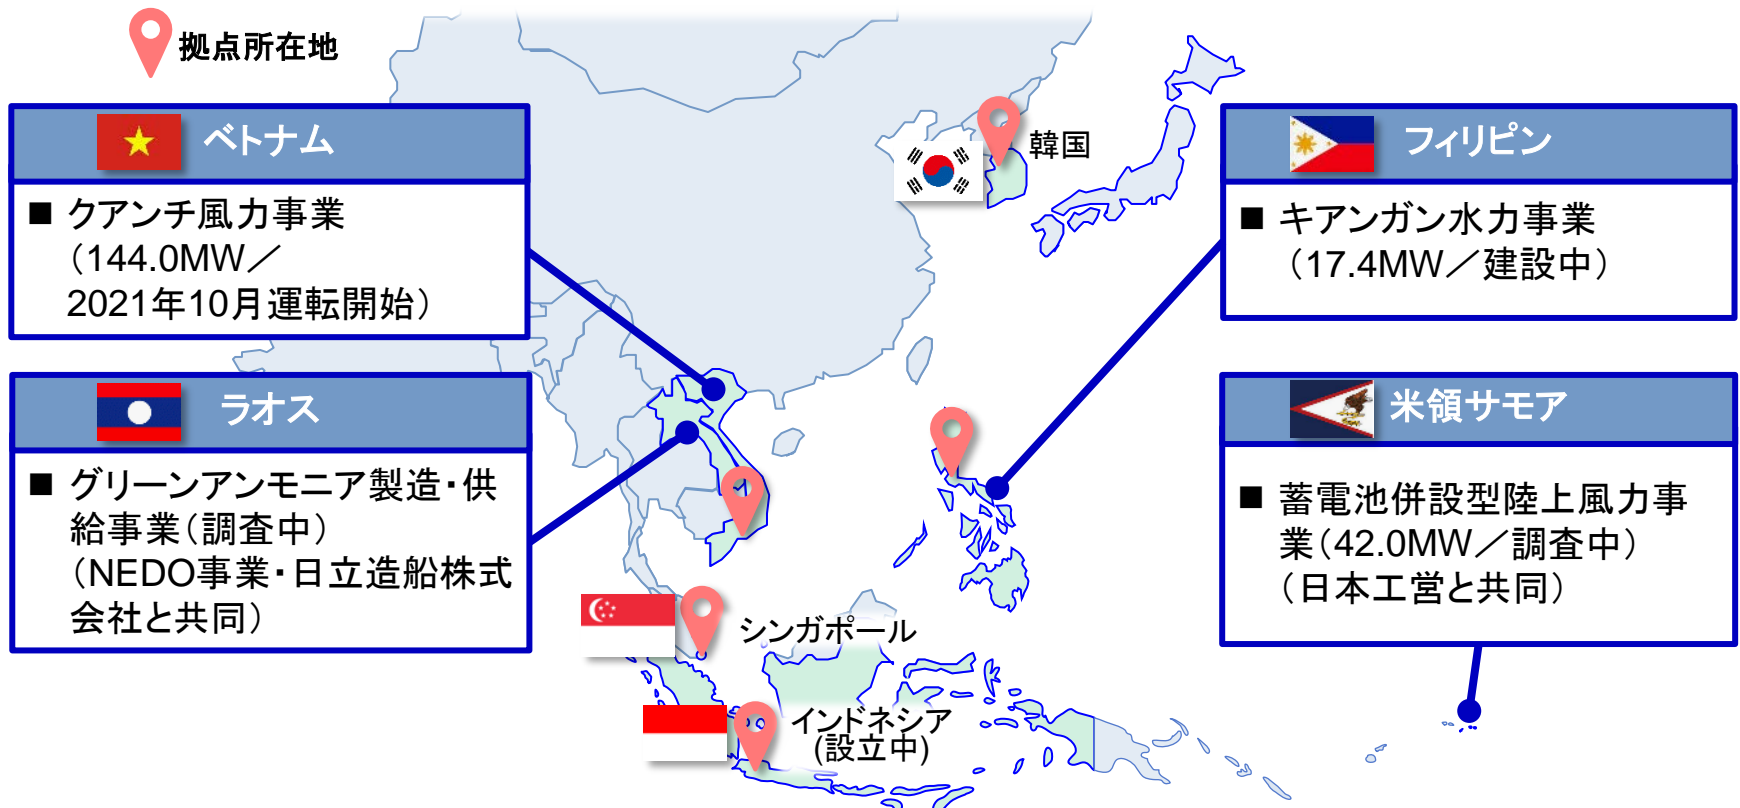 拠点所在地
ベトナム
■ クアンチ風力事業
（144.0MW／
2021年10月運転開始）
ラオス
■ グリーンアンモニア製造・供
給事業（調査中）
（NEDO事業・日立造船株式
会社と共同）
韓国
シンガポール
インドネシア
(設立中)
フィリピン
■ キアンガン水力事業
（17.4MW／建設中）
米領サモア
■ 蓄電池併設型陸上風力事
業（42.0MW／調査中）
（日本工営と共同）